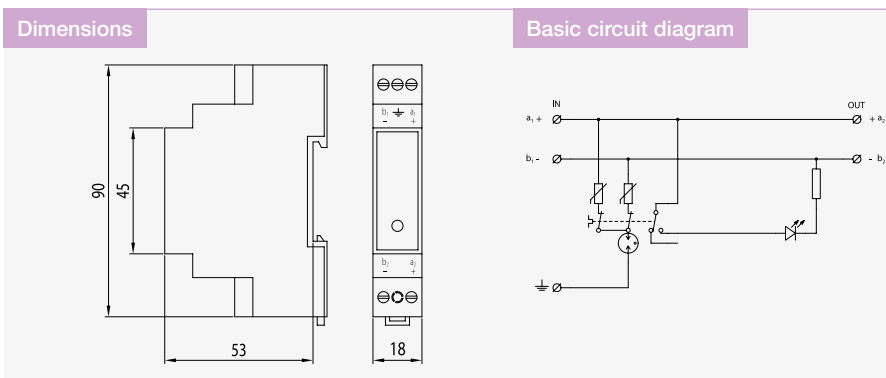 Dimensions
90
45
53
b₁ ⏚ a₁
- +
b₂ a₂
- +
18
Basic circuit diagram
IN OUT
a₁ + + a₂
b₁ - - b₂